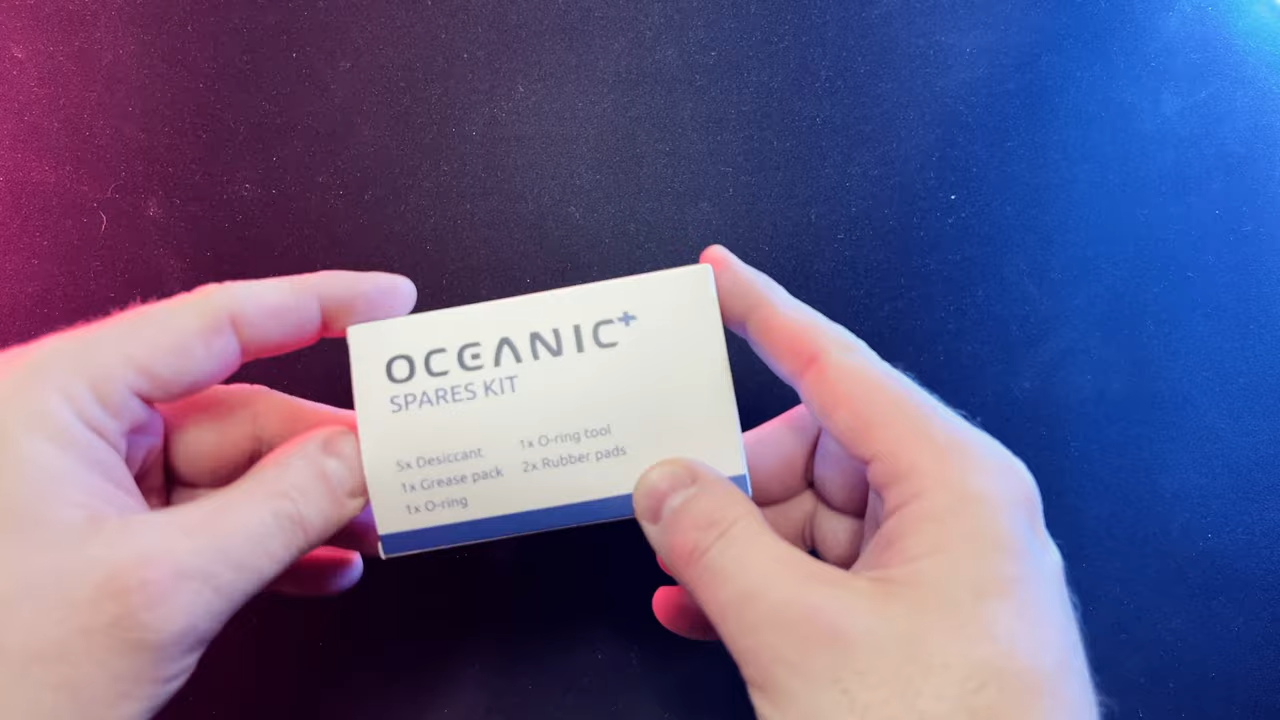 OCEANIC+
SPARES KIT
5x Desiccant
1x Grease pack
1x O-ring
1x O-ring tool
2x Rubber pads